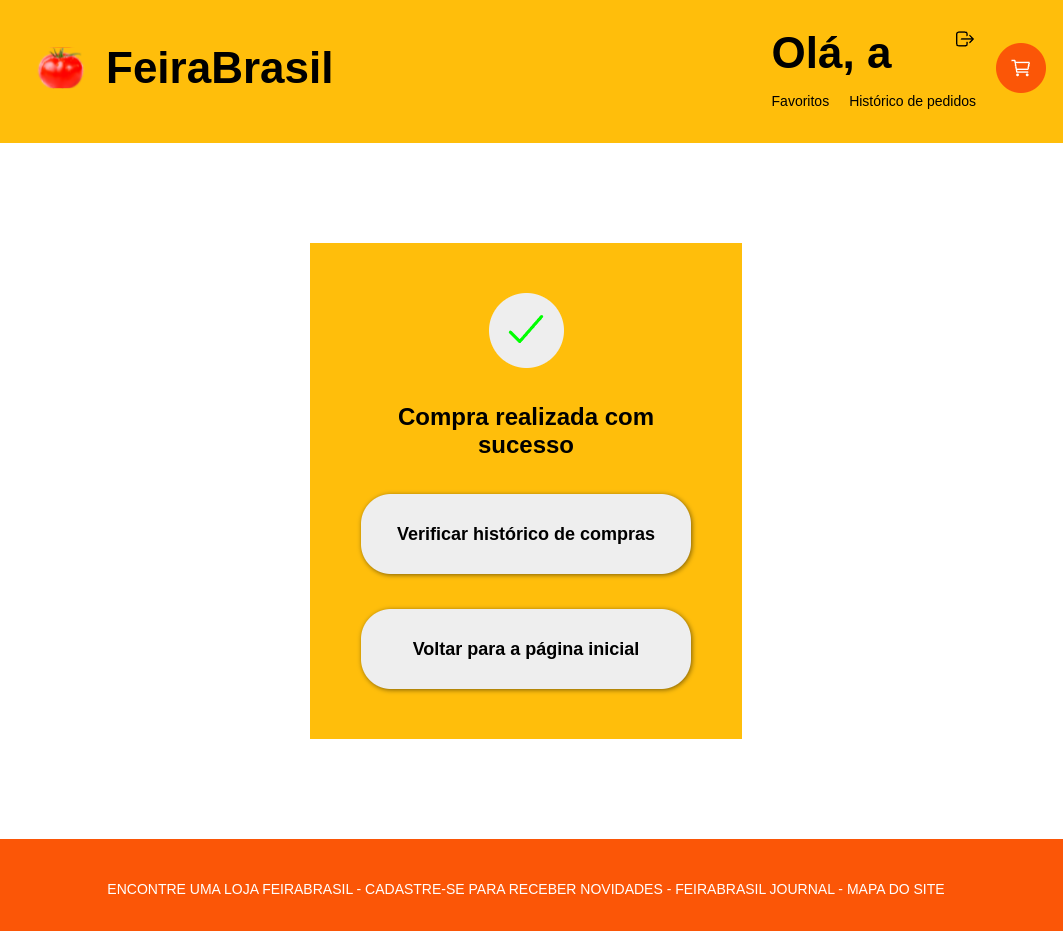 FeiraBrasil
Olá, a
Favoritos
Histórico de pedidos
Compra realizada com
sucesso
Verificar histórico de compras
Voltar para a página inicial
ENCONTRE UMA LOJA FEIRABRASIL - CADASTRE-SE PARA RECEBER NOVIDADES - FEIRABRASIL JOURNAL - MAPA DO SITE